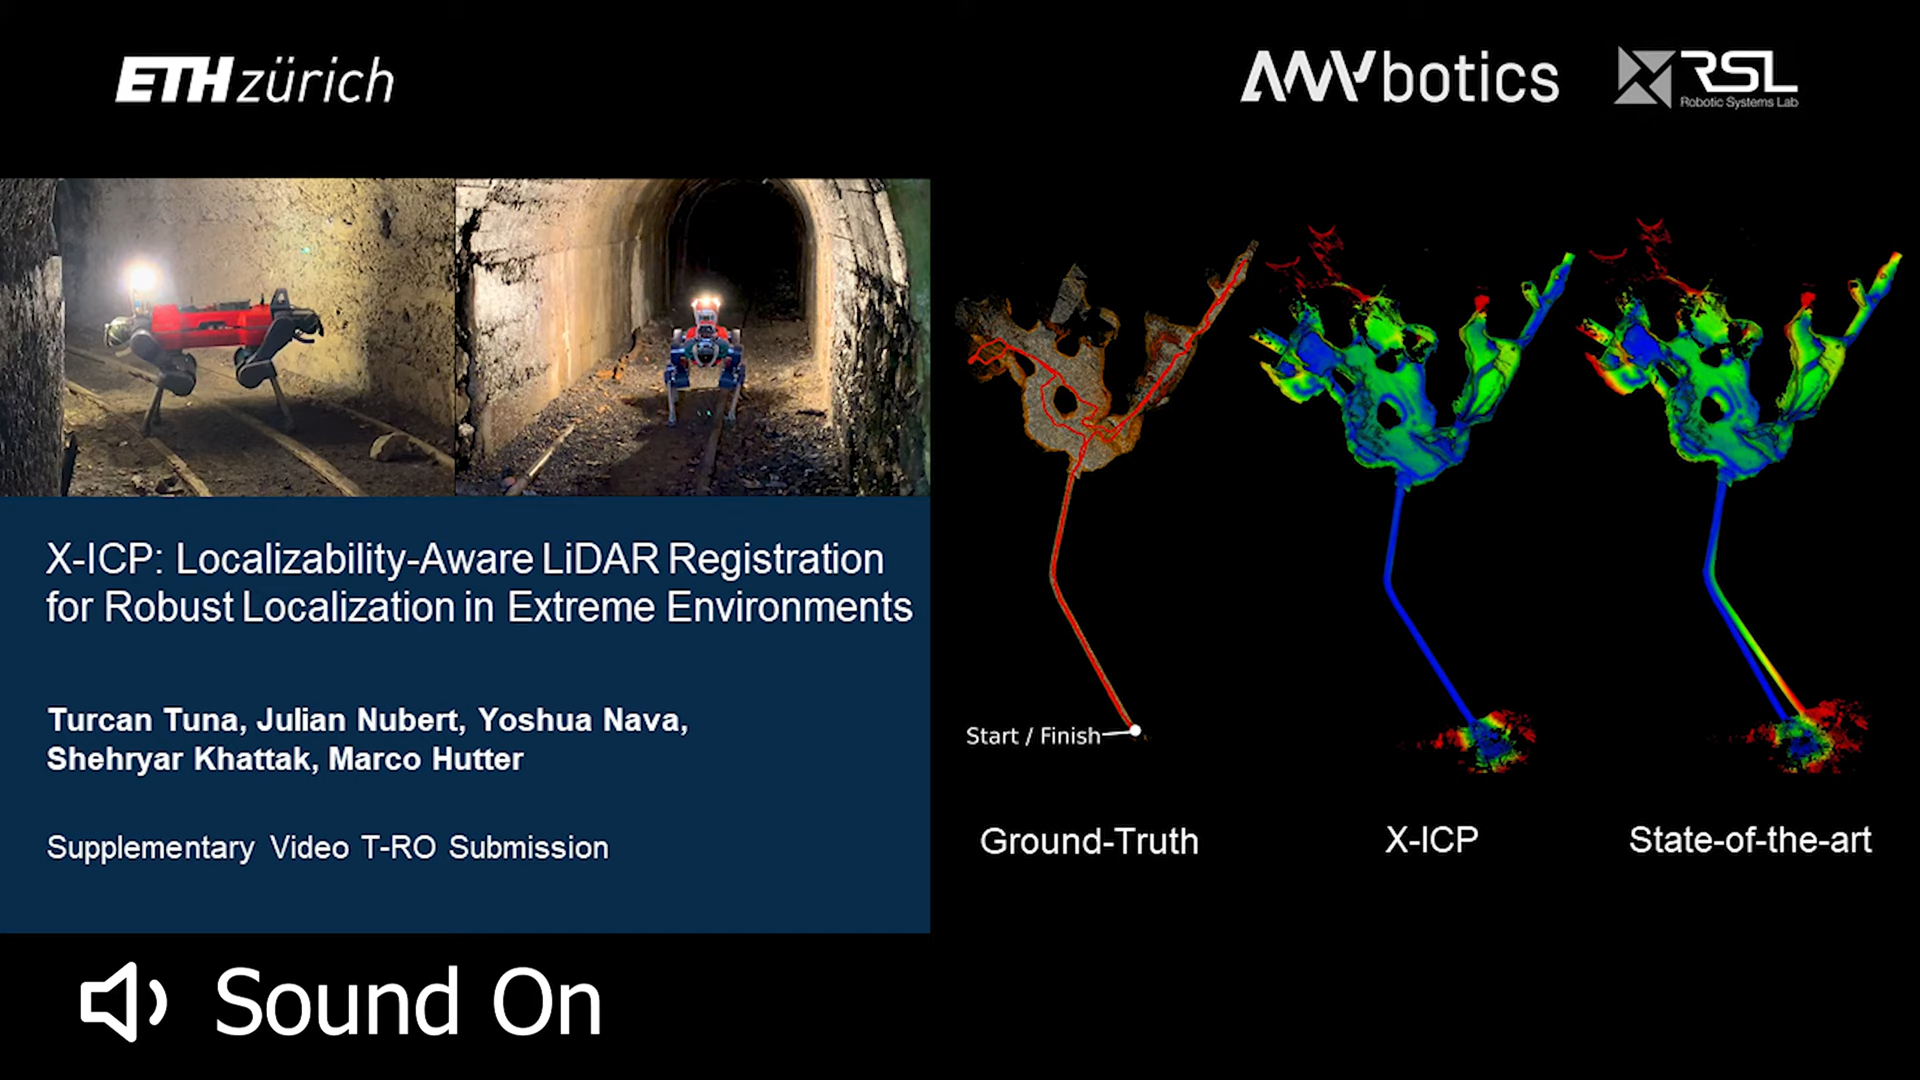 ETH zürich
ANYbotics
RSL
Robotic Systems Lab
X-ICP: Localizability-Aware LiDAR Registration
for Robust Localization in Extreme Environments
Turcan Tuna, Julian Nubert, Yoshua Nava,
Shehryar Khattak, Marco Hutter
Supplementary Video T-RO Submission
Start / Finish
Ground-Truth
X-ICP
State-of-the-art
Sound On